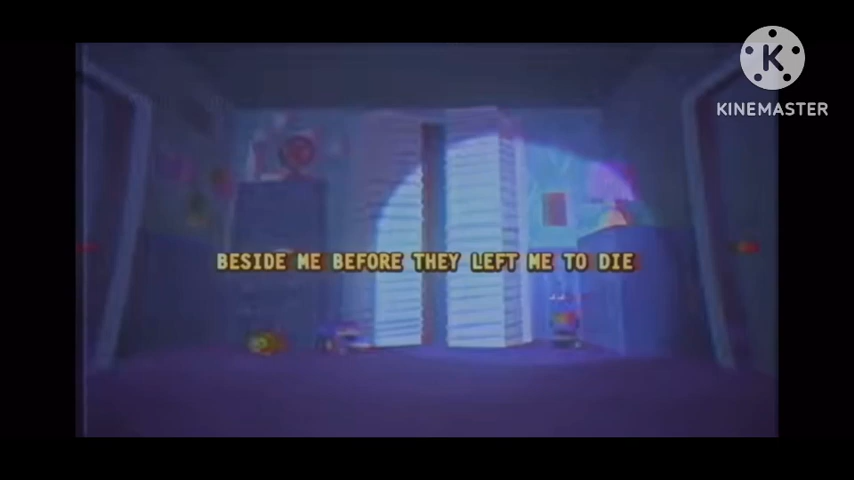 K
KINEMASTER
BESIDE ME BEFORE THEY LEFT ME TO DIE